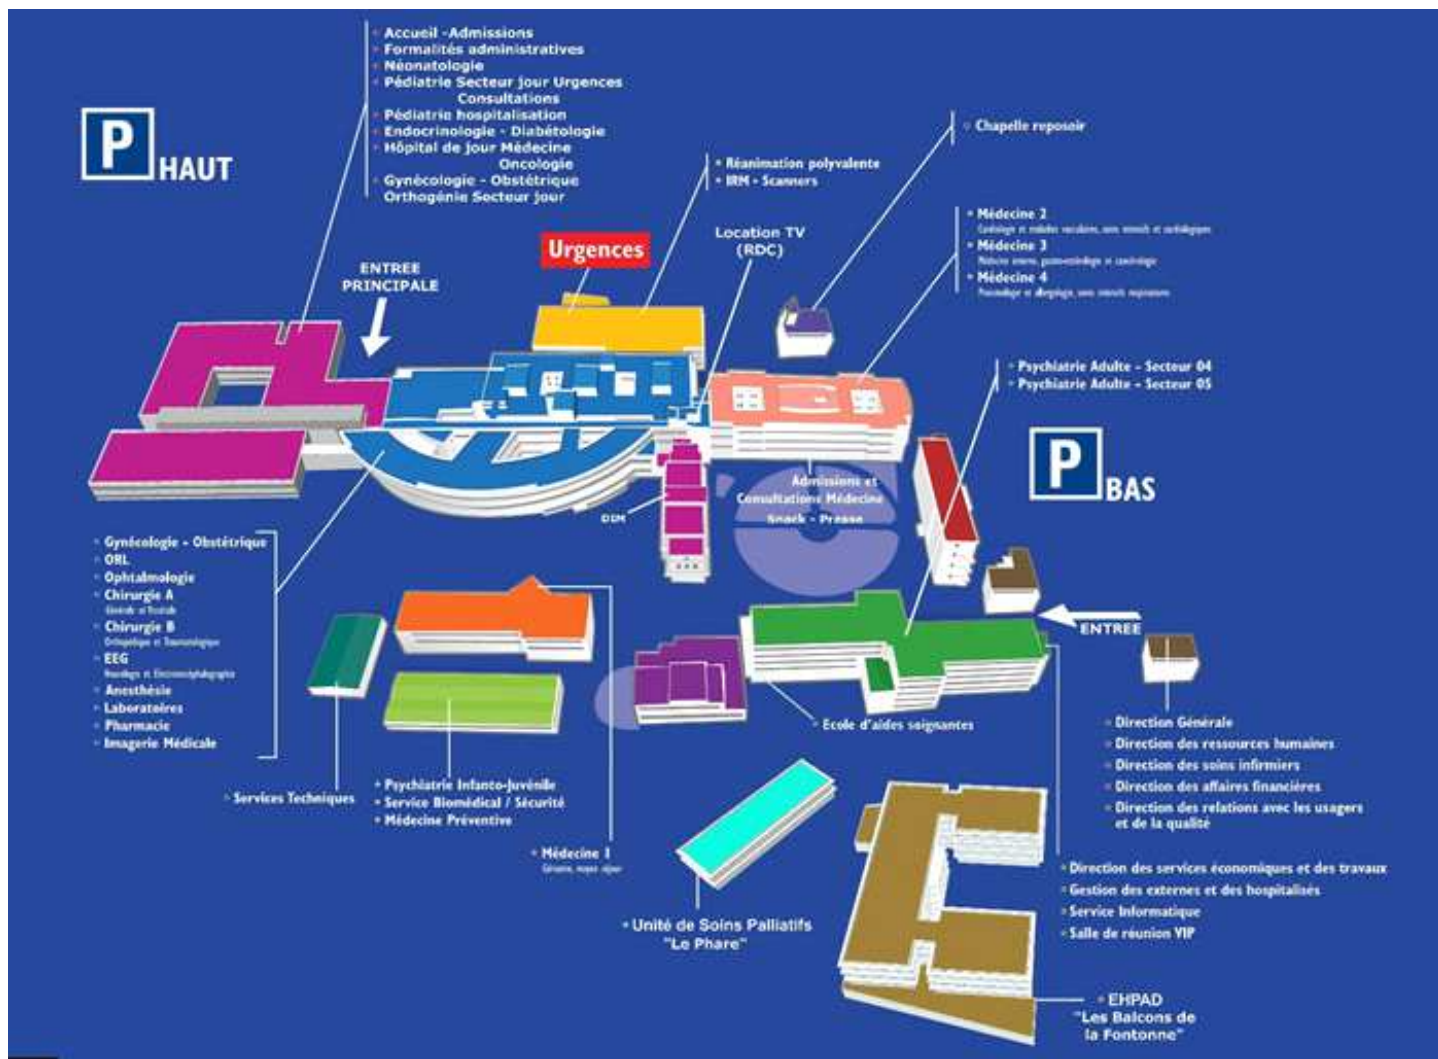 Accueil -Admissions
Formalités administratives
Néonatologie
Pédiatrie Secteur jour Urgences
Consultations
Pédiatrie hospitalisation
Endocrinologie - Diabétologie
Hôpital de jour Médecine
Oncologie
Gynécologie - Obstétrique
Orthogénie Secteur jour
P HAUT
Chapelle reposoir
Réanimation polyvalente
IRM - Scanners
Location TV
(RDC)
Médecine 2
Médecine 3
Médecine 4
Urgences
ENTREE
PRINCIPALE
Psychiatrie Adulte - Secteur 04
Psychiatrie Adulte - Secteur 05
P BAS
Admissions et
Consultations Médecine
Snack - Presse
DIM
Gynécologie - Obstétrique
ORL
Ophtalmologie
Chirurgie A
Chirurgie B
EEG
Anesthésie
Laboratoires
Pharmacie
Imagerie Médicale
ENTREE
Ecole d'aides soignantes
Direction Générale
Direction des ressources humaines
Direction des soins infirmiers
Direction des affaires financières
Direction des relations avec les usagers
et de la qualité
Services Techniques
Psychiatrie Infanto-Juvénile
Service Biomédical / Sécurité
Médecine Préventive
Médecine 1
Direction des services économiques et des travaux
Gestion des externes et des hospitalisés
Service Informatique
Salle de réunion VIP
Unité de Soins Palliatifs
"Le Phare"
EHPAD
"Les Balcons de
la Fontonne"